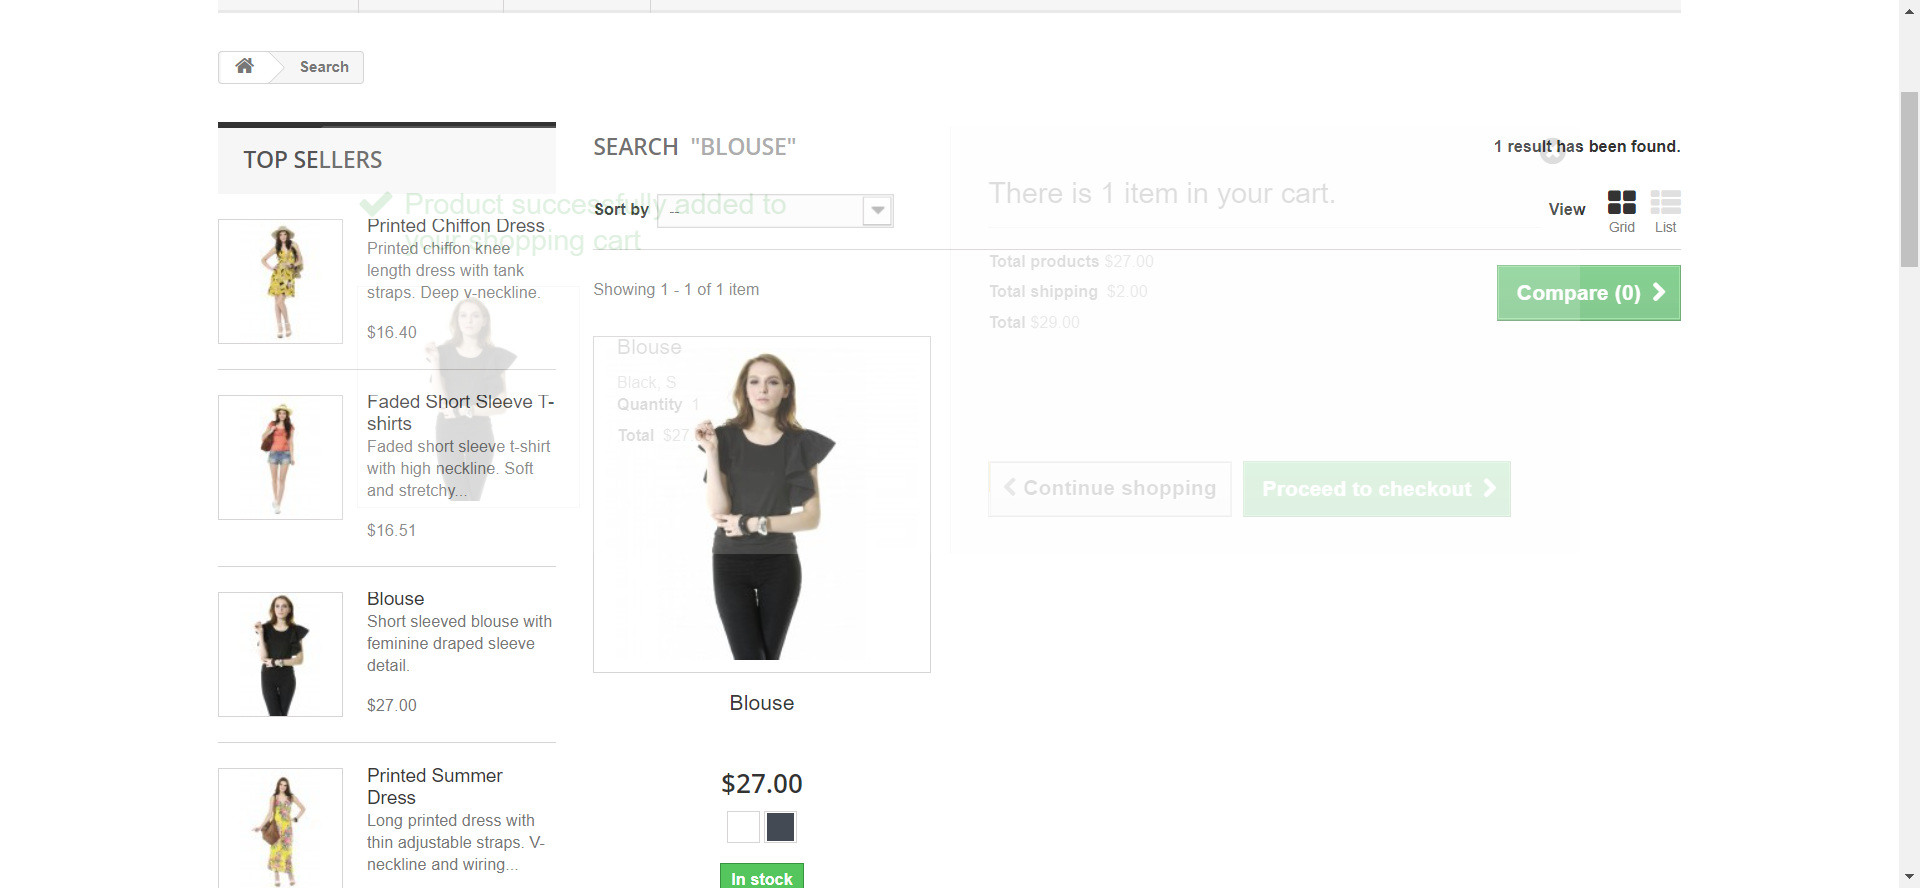 Search
TOP SELLERS
Printed Chiffon Dress
Printed chiffon knee
length dress with tank
straps. Deep v-neckline.
$16.40
Faded Short Sleeve T-
shirts
Faded short sleeve t-shirt
with high neckline. Soft
and stretchy...
$16.51
Blouse
Short sleeved blouse with
feminine draped sleeve
detail.
$27.00
Printed Summer
Dress
Long printed dress with
thin adjustable straps. V-
neckline and wiring...
SEARCH "BLOUSE"
1 result has been found.
Sort by --
View
Grid
List
Showing 1 - 1 of 1 item
Compare (0)
Blouse
$27.00
In stock
Product successfully added to
your shopping cart
Blouse
Black, S
Quantity 1
Total $27.
There is 1 item in your cart.
Total products $27.00
Total shipping $2.00
Total $29.00
Continue shopping
Proceed to checkout